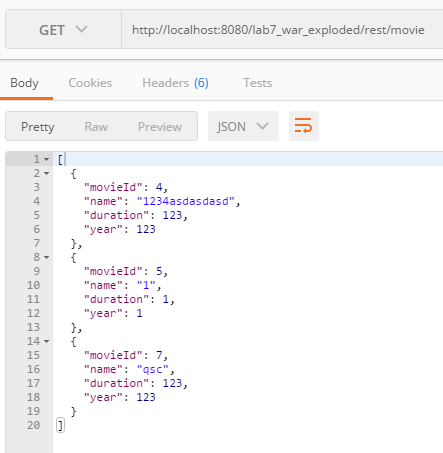 GET http://localhost:8080/lab7_war_exploded/rest/movie
Body Cookies Headers (6) Tests
Pretty Raw Preview JSON
1 [
2 {
3 "movieId": 4,
4 "name": "1234asdasdasd",
5 "duration": 123,
6 "year": 123
7 },
8 {
9 "movieId": 5,
10 "name": "1",
11 "duration": 1,
12 "year": 1
13 },
14 {
15 "movieId": 7,
16 "name": "qsc",
17 "duration": 123,
18 "year": 123
19 }
20 ]